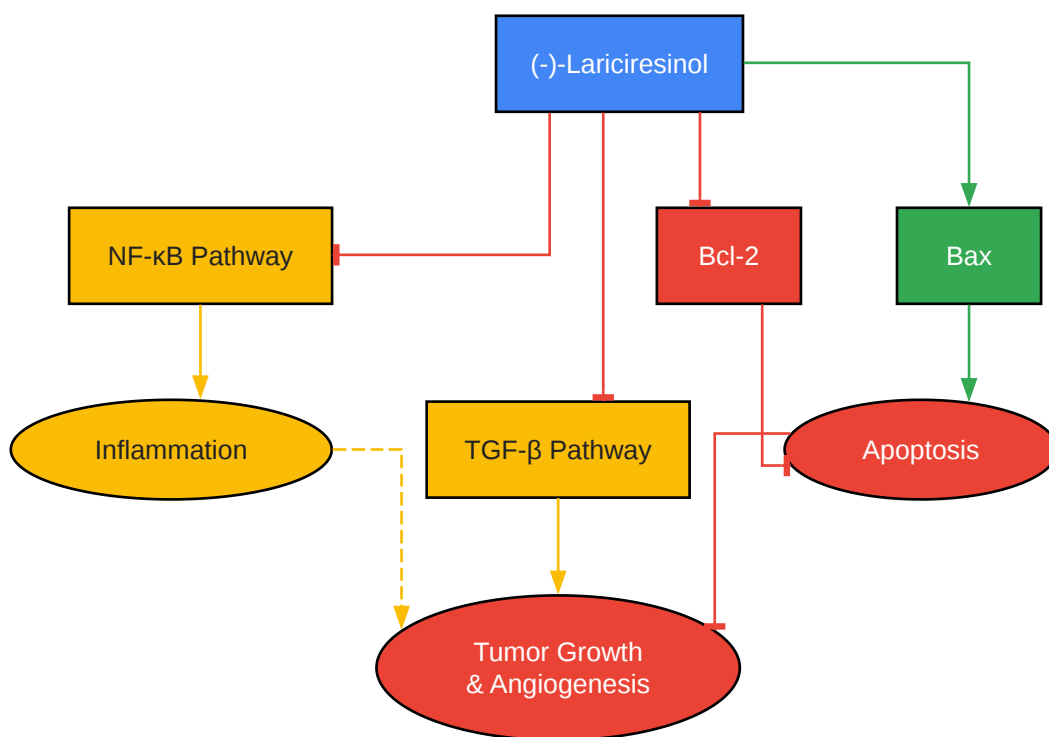 (-)-Lariciresinol
NF-κB Pathway
Bcl-2
Bax
Inflammation
TGF-β Pathway
Apoptosis
Tumor Growth
& Angiogenesis